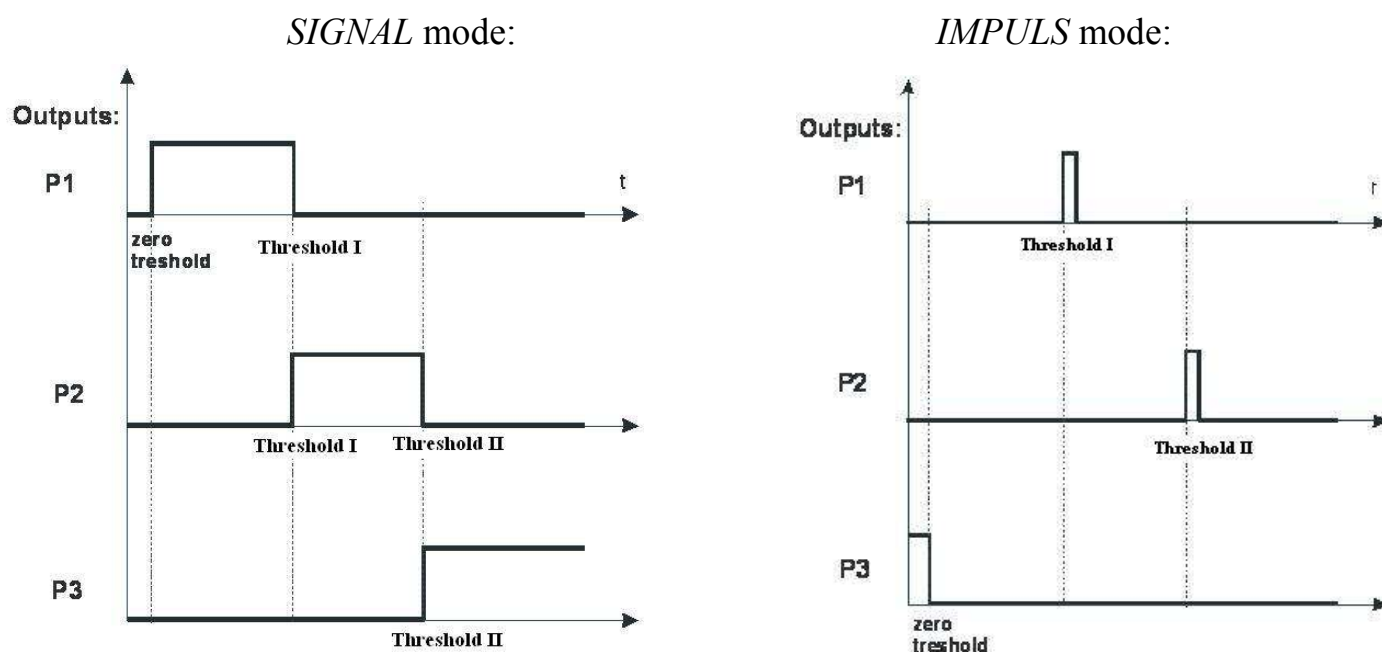 SIGNAL mode:
Outputs:
P1
t
zero
treshold
Threshold I
P2
Threshold I
Threshold II
P3
Threshold II
IMPULS mode:
Outputs:
P1
t
Threshold I
P2
Threshold II
P3
zero
treshold